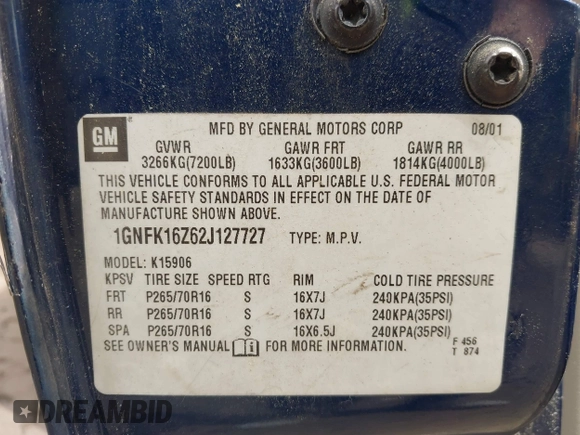 GM
MFD BY GENERAL MOTORS CORP 08/01
GVWR GAWR FRT GAWR RR
3266KG(7200LB) 1633KG(3600LB) 1814KG(4000LB)
THIS VEHICLE CONFORMS TO ALL APPLICABLE U.S. FEDERAL MOTOR
VEHICLE SAFETY STANDARDS IN EFFECT ON THE DATE OF
MANUFACTURE SHOWN ABOVE.
1GNFK16Z62J127727 TYPE: M.P.V.
MODEL: K15906
KPSV TIRE SIZE SPEED RTG RIM COLD TIRE PRESSURE
FRT P265/70R16 S 16X7J 240KPA(35PSI)
RR P265/70R16 S 16X7J 240KPA(35PSI)
SPA P265/70R16 S 16X6.5J 240KPA(35PSI)
SEE OWNER'S MANUAL FOR MORE INFORMATION.
F 456
T 874
DREAMBID